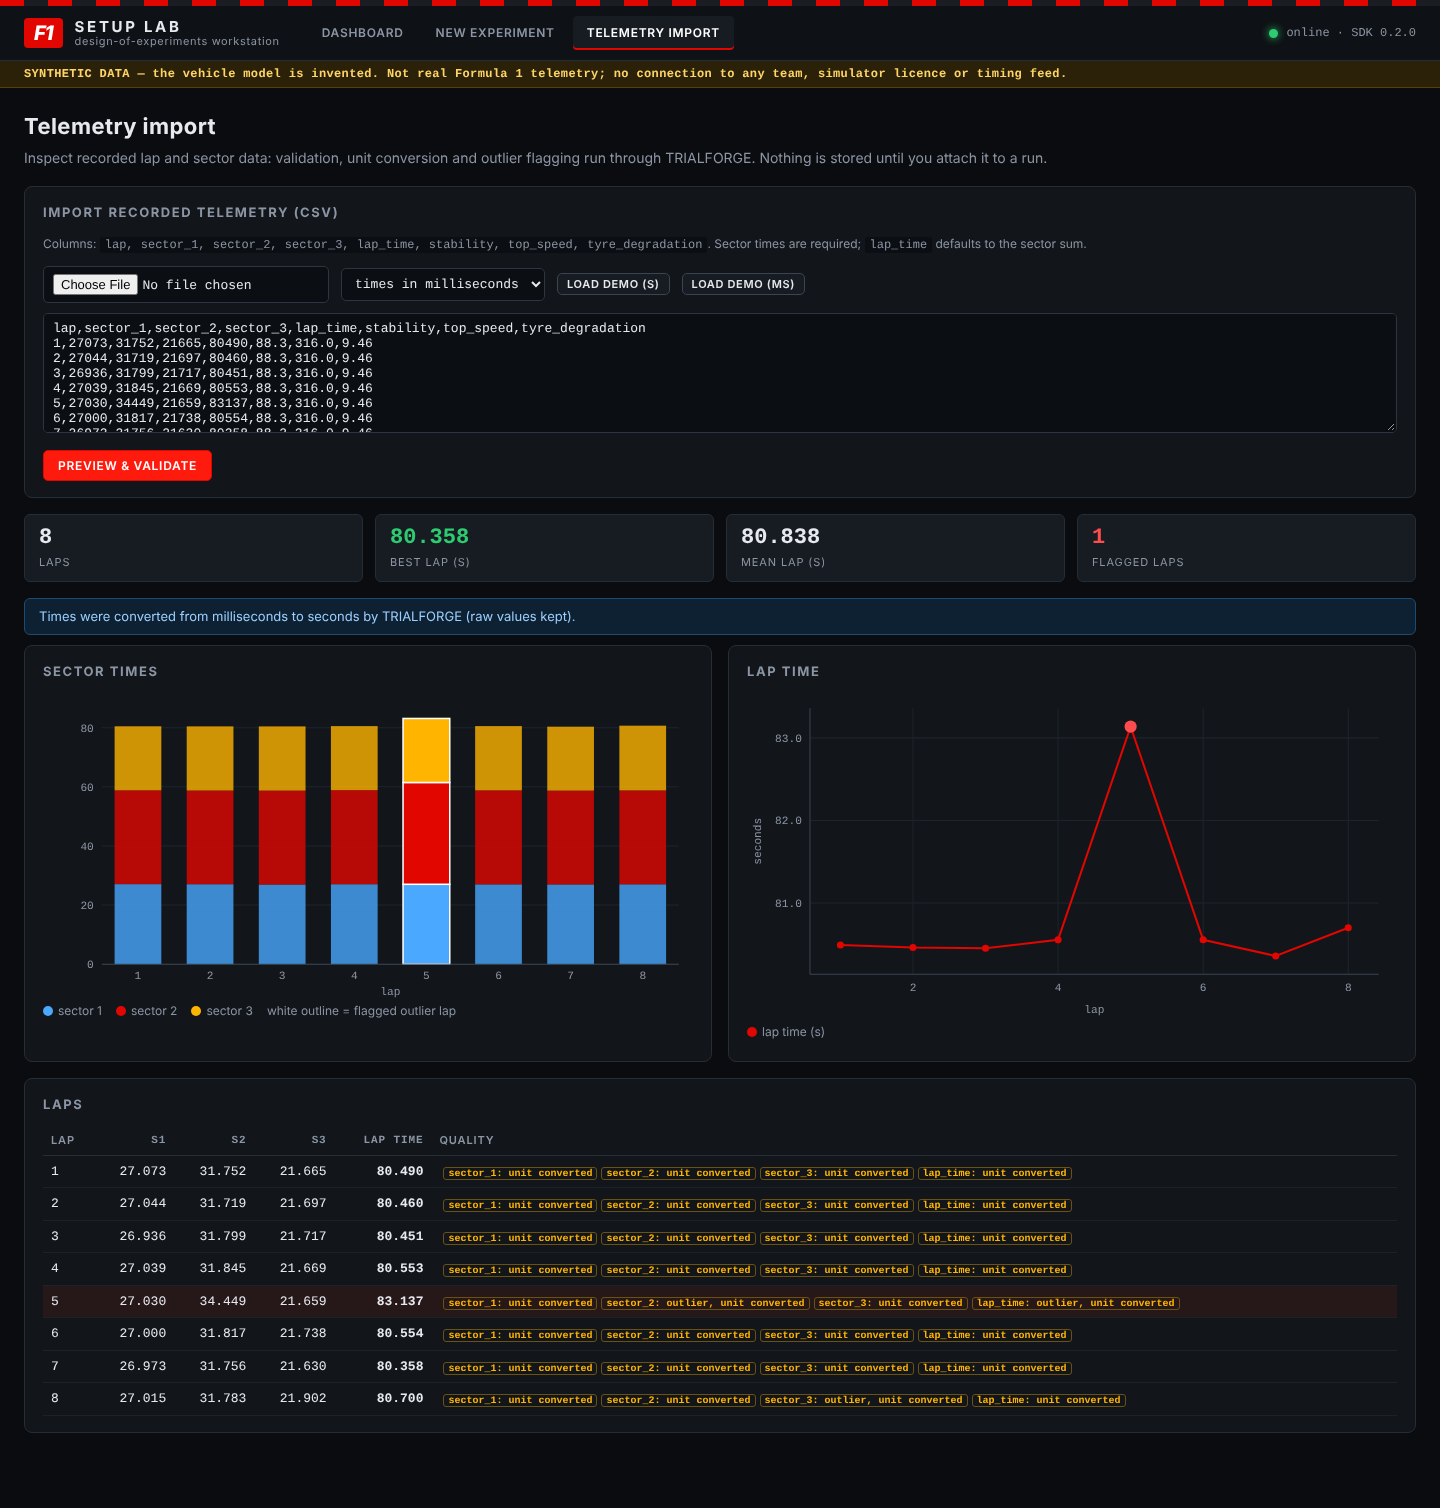 F1
SETUP LAB
design-of-experiments workstation
DASHBOARD
NEW EXPERIMENT
TELEMETRY IMPORT
online · SDK 0.2.0
SYNTHETIC DATA — the vehicle model is invented. Not real Formula 1 telemetry; no connection to any team, simulator licence or timing feed.
Telemetry import
Inspect recorded lap and sector data: validation, unit conversion and outlier flagging run through TRIALFORGE. Nothing is stored until you attach it to a run.
IMPORT RECORDED TELEMETRY (CSV)
Columns: lap, sector_1, sector_2, sector_3, lap_time, stability, top_speed, tyre_degradation. Sector times are required; lap_time defaults to the sector sum.
Choose File No file chosen
times in milliseconds
LOAD DEMO (S)
LOAD DEMO (MS)
lap,sector_1,sector_2,sector_3,lap_time,stability,top_speed,tyre_degradation
1,27073,31752,21665,80490,88.3,316.0,9.46
2,27044,31719,21697,80460,88.3,316.0,9.46
3,26936,31799,21717,80451,88.3,316.0,9.46
4,27039,31845,21669,80553,88.3,316.0,9.46
5,27030,34449,21659,83137,88.3,316.0,9.46
6,27000,31817,21738,80554,88.3,316.0,9.46
7,26973,31756,21630,80358,88.3,316.0,9.46
PREVIEW & VALIDATE
8
LAPS
80.358
BEST LAP (S)
80.838
MEAN LAP (S)
1
FLAGGED LAPS
Times were converted from milliseconds to seconds by TRIALFORGE (raw values kept).
SECTOR TIMES
80
60
40
20
0
1 2 3 4 5 6 7 8
lap
sector 1 sector 2 sector 3 white outline = flagged outlier lap
LAP TIME
83.0
82.0
81.0
seconds
2 4 6 8
lap
lap time (s)
LAPS
LAP S1 S2 S3 LAP TIME QUALITY
1 27.073 31.752 21.665 80.490 sector_1: unit converted sector_2: unit converted sector_3: unit converted lap_time: unit converted
2 27.044 31.719 21.697 80.460 sector_1: unit converted sector_2: unit converted sector_3: unit converted lap_time: unit converted
3 26.936 31.799 21.717 80.451 sector_1: unit converted sector_2: unit converted sector_3: unit converted lap_time: unit converted
4 27.039 31.845 21.669 80.553 sector_1: unit converted sector_2: unit converted sector_3: unit converted lap_time: unit converted
5 27.030 34.449 21.659 83.137 sector_1: unit converted sector_2: outlier, unit converted sector_3: unit converted lap_time: outlier, unit converted
6 27.000 31.817 21.738 80.554 sector_1: unit converted sector_2: unit converted sector_3: unit converted lap_time: unit converted
7 26.973 31.756 21.630 80.358 sector_1: unit converted sector_2: unit converted sector_3: unit converted lap_time: unit converted
8 27.015 31.783 21.902 80.700 sector_1: unit converted sector_2: unit converted sector_3: outlier, unit converted lap_time: unit converted